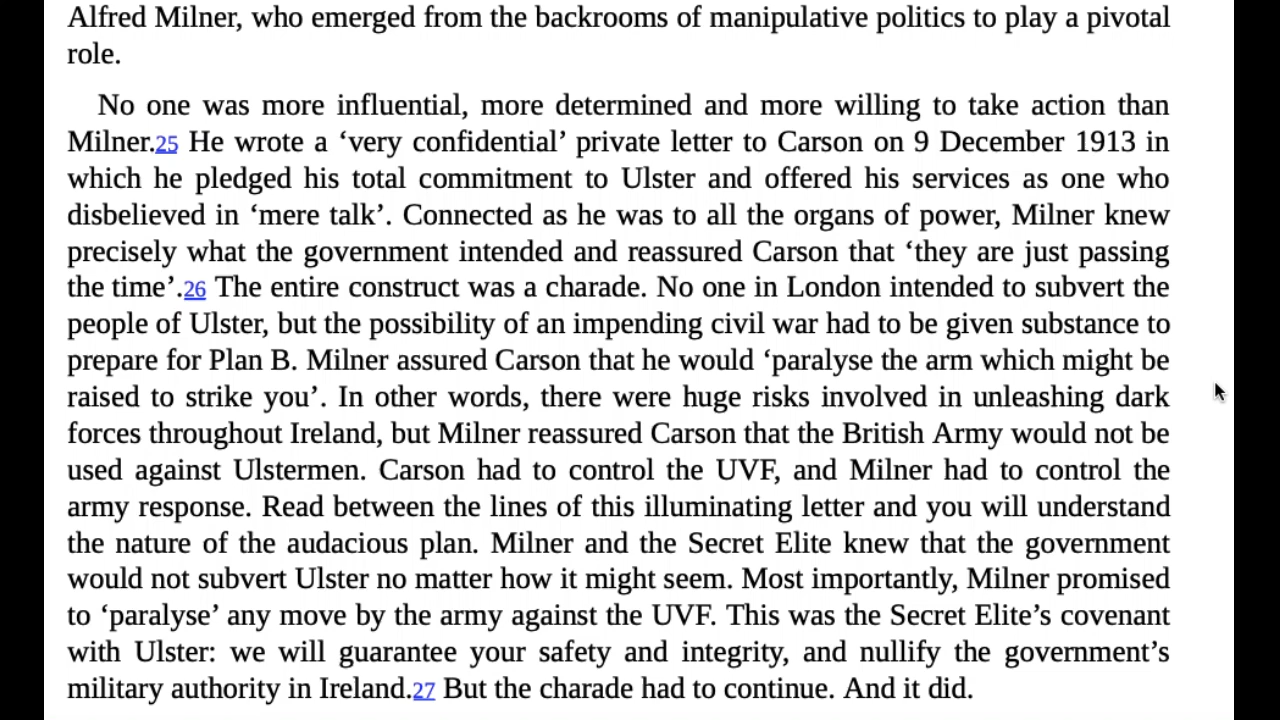 Alfred Milner, who emerged from the backrooms of manipulative politics to play a pivotal
role.
No one was more influential, more determined and more willing to take action than
Milner.25 He wrote a ‘very confidential’ private letter to Carson on 9 December 1913 in
which he pledged his total commitment to Ulster and offered his services as one who
disbelieved in ‘mere talk’. Connected as he was to all the organs of power, Milner knew
precisely what the government intended and reassured Carson that ‘they are just passing
the time’.26 The entire construct was a charade. No one in London intended to subvert the
people of Ulster, but the possibility of an impending civil war had to be given substance to
prepare for Plan B. Milner assured Carson that he would ‘paralyse the arm which might be
raised to strike you’. In other words, there were huge risks involved in unleashing dark
forces throughout Ireland, but Milner reassured Carson that the British Army would not be
used against Ulstermen. Carson had to control the UVF, and Milner had to control the
army response. Read between the lines of this illuminating letter and you will understand
the nature of the audacious plan. Milner and the Secret Elite knew that the government
would not subvert Ulster no matter how it might seem. Most importantly, Milner promised
to ‘paralyse’ any move by the army against the UVF. This was the Secret Elite’s covenant
with Ulster: we will guarantee your safety and integrity, and nullify the government’s
military authority in Ireland.27 But the charade had to continue. And it did.